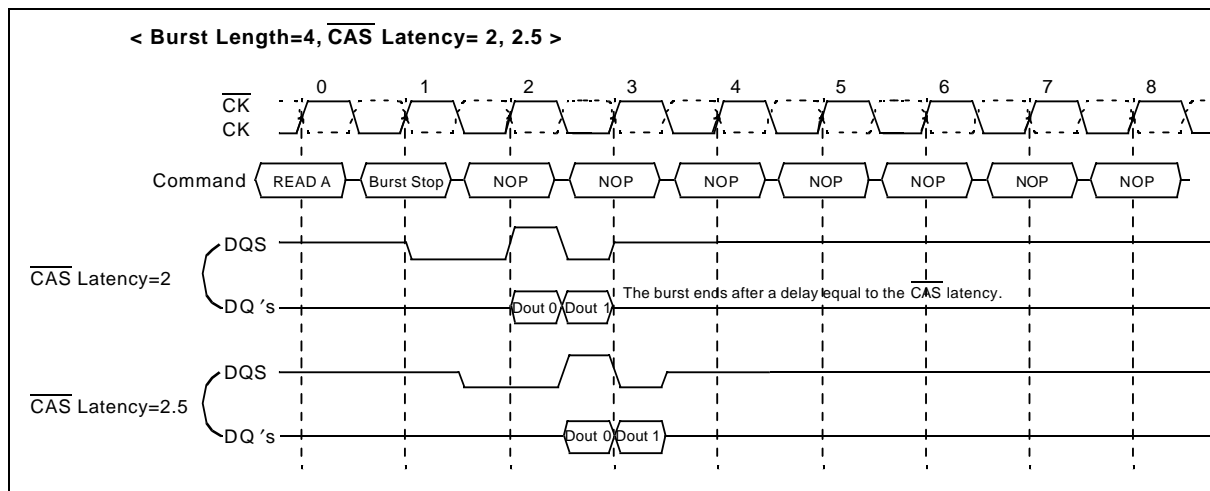 < Burst Length=4, CAS Latency= 2, 2.5 >
0 1 2 3 4 5 6 7 8
CK
CK
Command READ A Burst Stop NOP NOP NOP NOP NOP NOP NOP
DQS
CAS Latency=2
The burst ends after a delay equal to the CAS latency.
DQ 's Dout 0 Dout 1
DQS
CAS Latency=2.5
DQ 's Dout 0 Dout 1